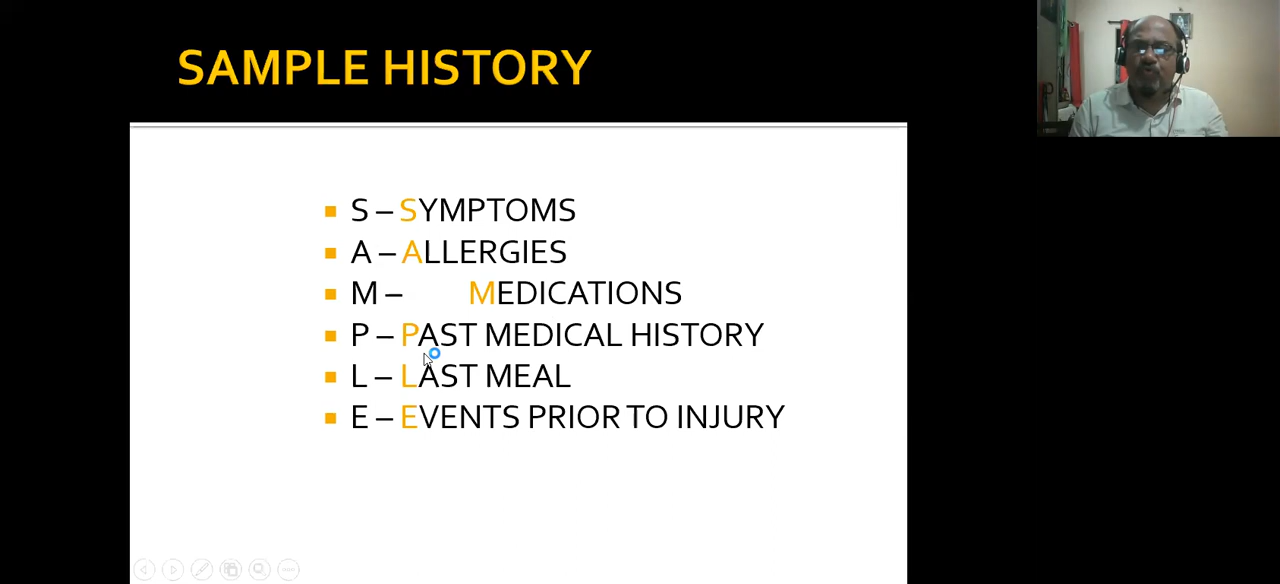 SAMPLE HISTORY
S – SYMPTOMS
A – ALLERGIES
M – MEDICATIONS
P – PAST MEDICAL HISTORY
L – LAST MEAL
E – EVENTS PRIOR TO INJURY